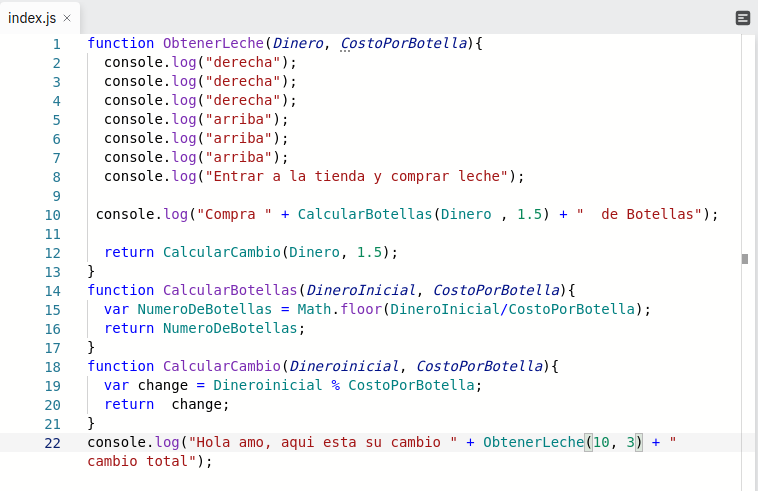 index.js ×
1 function ObtenerLeche(Dinero, CostoPorBotella){
2 console.log("derecha");
3 console.log("derecha");
4 console.log("derecha");
5 console.log("arriba");
6 console.log("arriba");
7 console.log("arriba");
8 console.log("Entrar a la tienda y comprar leche");
9
10 console.log("Compra " + CalcularBotellas(Dinero , 1.5) + "  de Botellas");
11
12 return CalcularCambio(Dinero, 1.5);
13 }
14 function CalcularBotellas(DineroInicial, CostoPorBotella){
15 var NumeroDeBotellas = Math.floor(DineroInicial/CostoPorBotella);
16 return NumeroDeBotellas;
17 }
18 function CalcularCambio(Dineroinicial, CostoPorBotella){
19 var change = Dineroinicial % CostoPorBotella;
20 return  change;
21 }
22 console.log("Hola amo, aqui esta su cambio " + ObtenerLeche(10, 3) + "
cambio total");